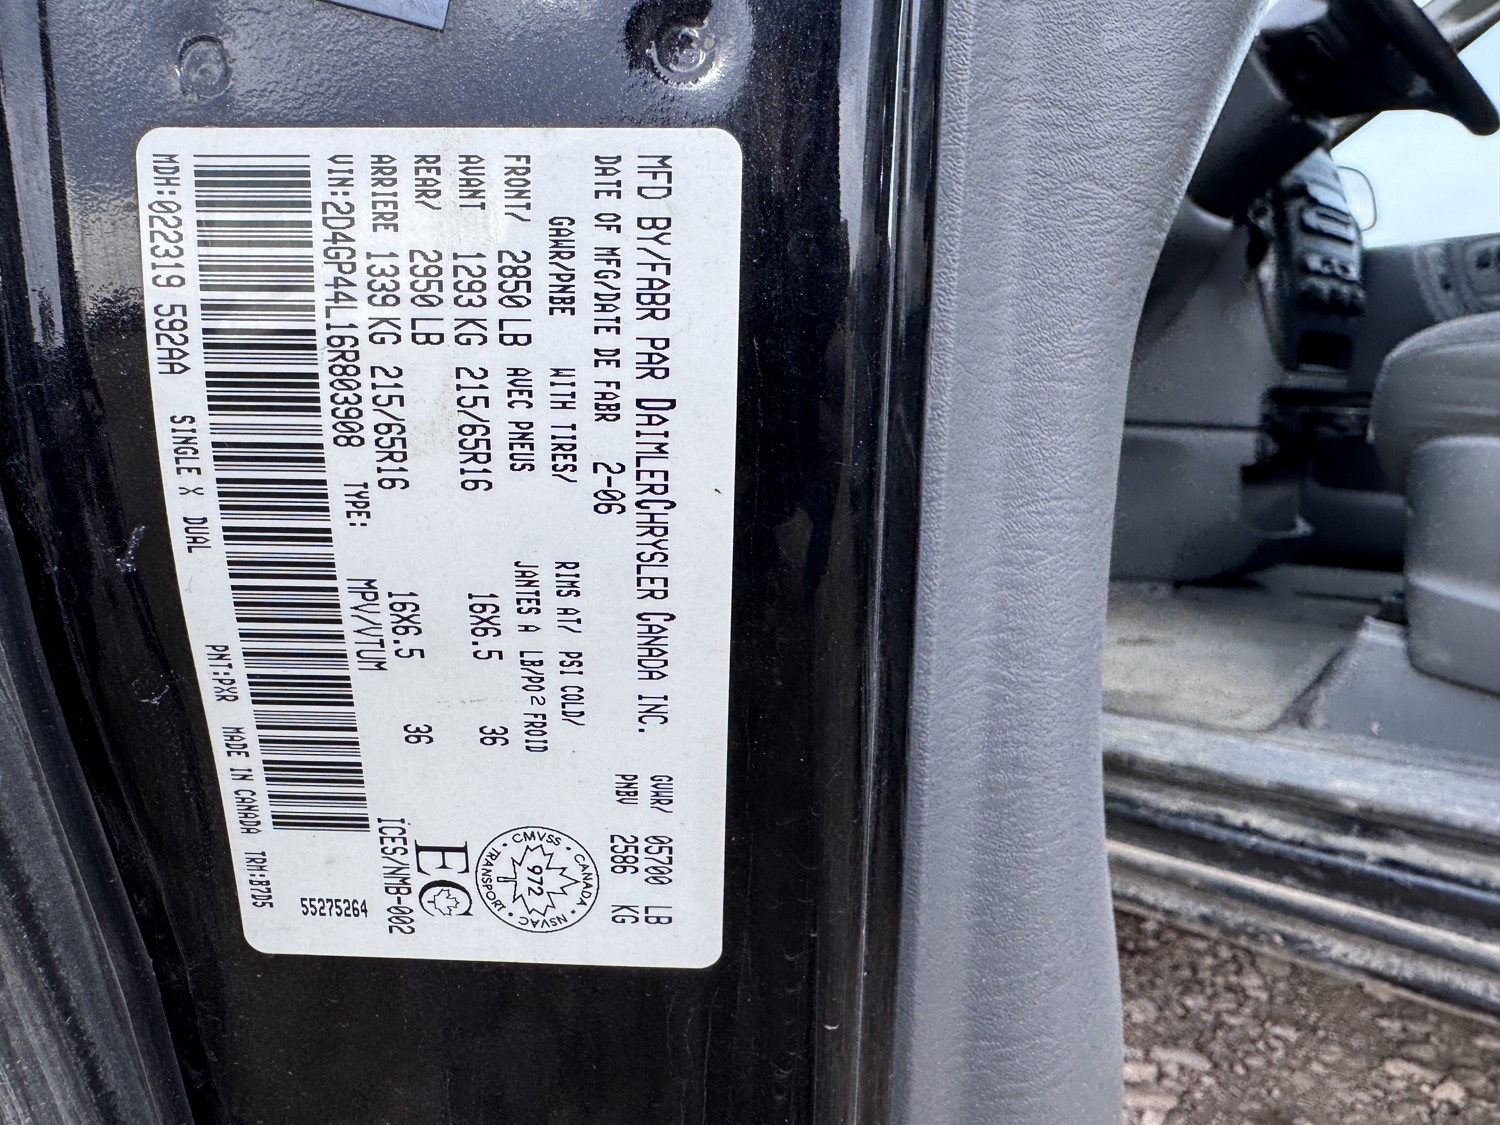 MFD BY/FABR PAR DAIMLERCHRYSLER CANADA INC.
DATE OF MFG/DATE DE FABR 2-06
GVWR/ 05700 LB
PNBV 2586 KG
GAWR/PNBE WITH TIRES/ RIMS AT/ PSI COLD/
AVEC PNEUS JANTES A LB/PO2 FROID
FRONT/ 2850 LB
AVANT 1293 KG 215/65R16 16X6.5 36
REAR/ 2950 LB
ARRIERE 1339 KG 215/65R16 16X6.5 36
CMVSS • CANADA • NSVAC • TRANSPORT •
972
EC
VIN:2D4GP44L16R803908 TYPE: MPV/VTUM ICES/NMB-002
55275264
MDH:022319 592AA SINGLE X DUAL PNT:PXR MADE IN CANADA TRM:B7D5